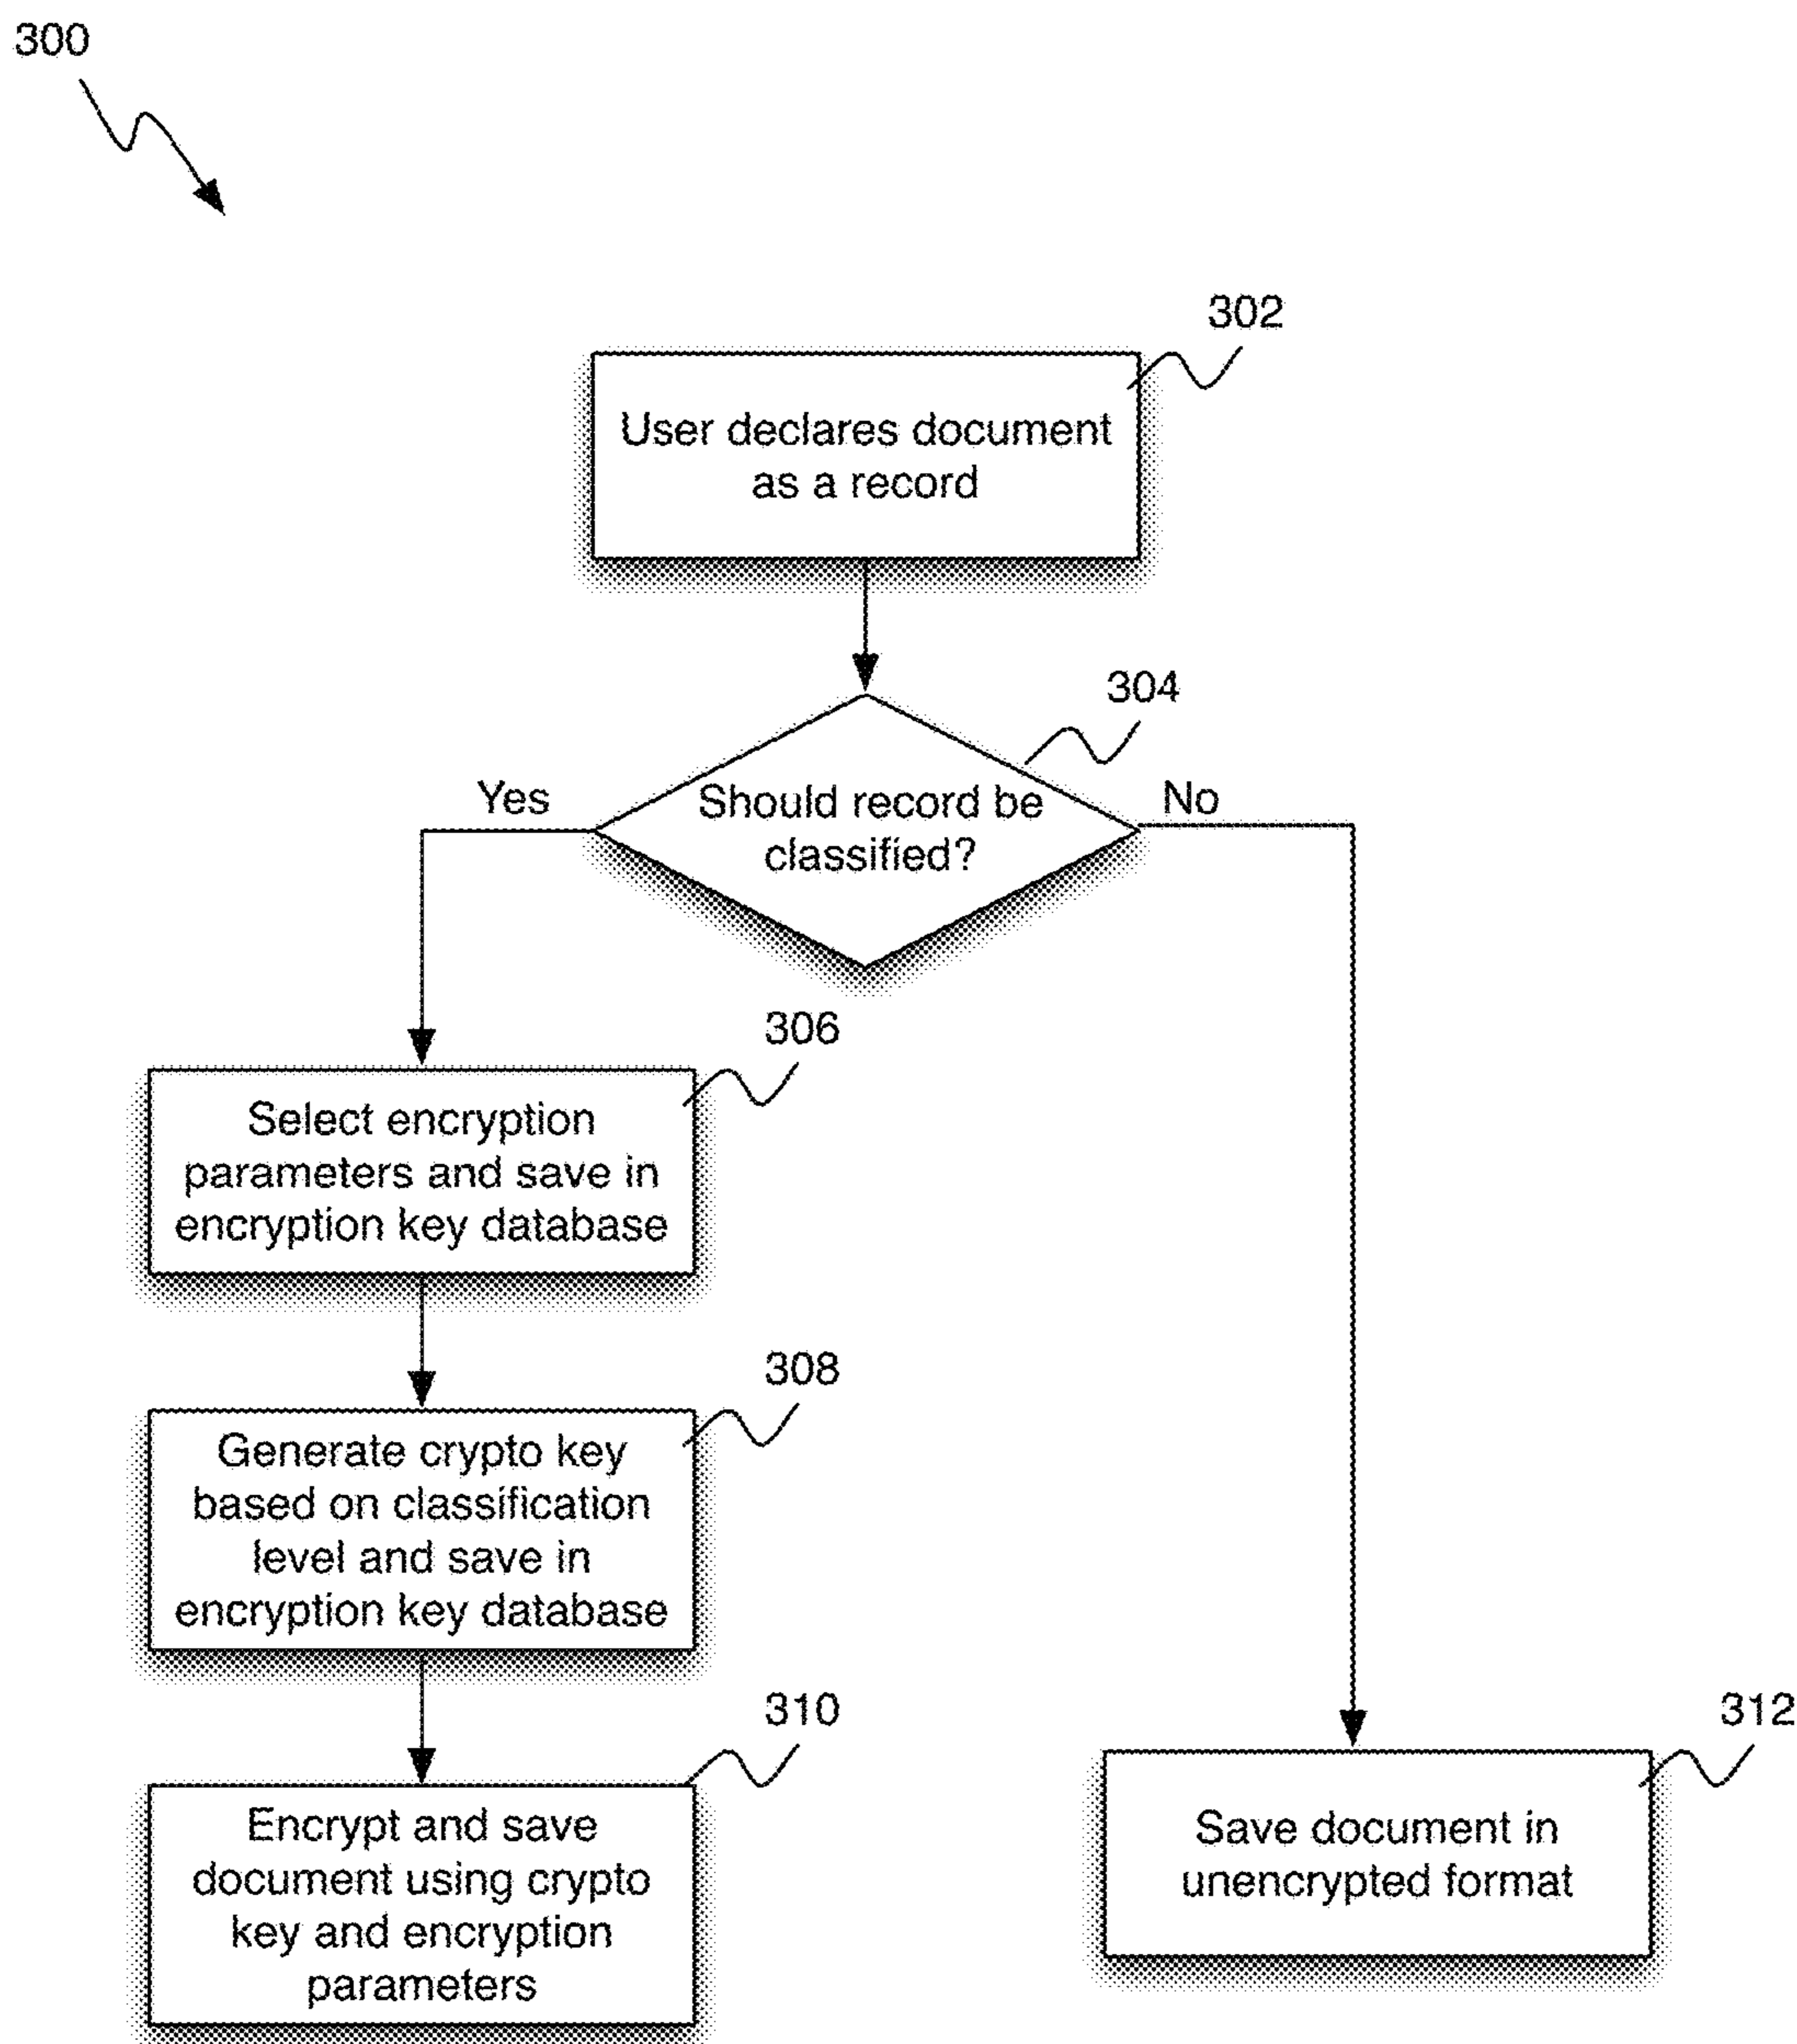 300
302
User declares document
as a record
304
Yes
Should record be
classified?
No
306
Select encryption
parameters and save in
encryption key database
308
Generate crypto key
based on classification
level and save in
encryption key database
310
Encrypt and save
document using crypto
key and encryption
parameters
312
Save document in
unencrypted format